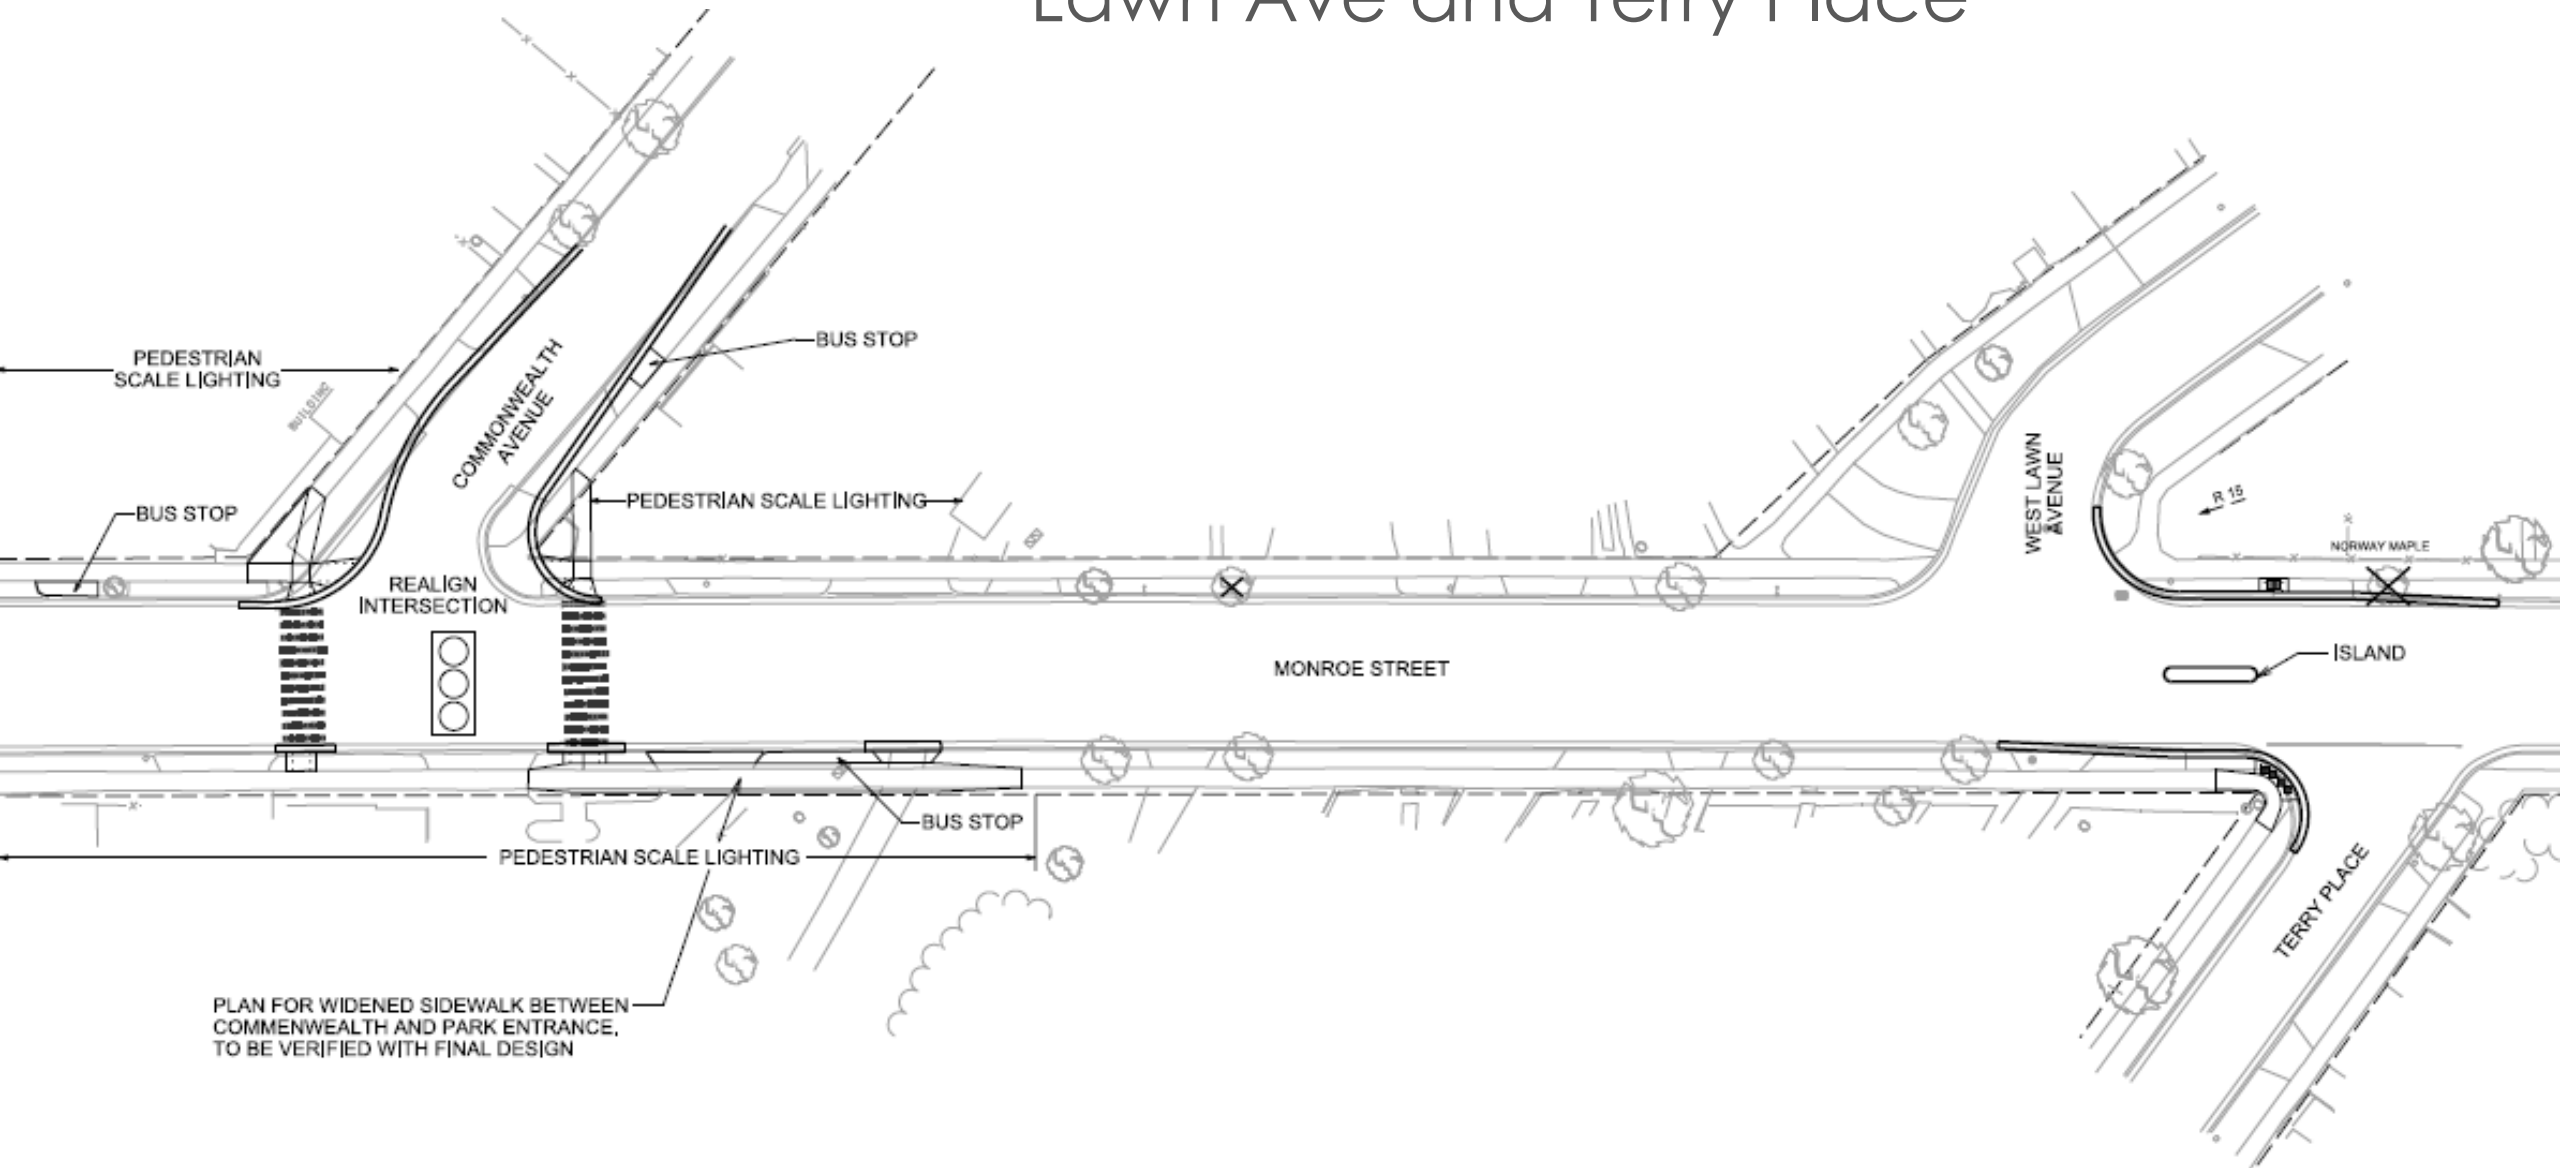 Lawn Ave and Terry Place
PEDESTRIAN
SCALE LIGHTING
BUILDING
COMMONWEALTH
AVENUE
BUS STOP
BUS STOP
PEDESTRIAN SCALE LIGHTING
REALIGN
INTERSECTION
WEST LAWN
AVENUE
R 15
NORWAY MAPLE
MONROE STREET
ISLAND
BUS STOP
PEDESTRIAN SCALE LIGHTING
TERRY PLACE
PLAN FOR WIDENED SIDEWALK BETWEEN
COMMENWEALTH AND PARK ENTRANCE,
TO BE VERIFIED WITH FINAL DESIGN